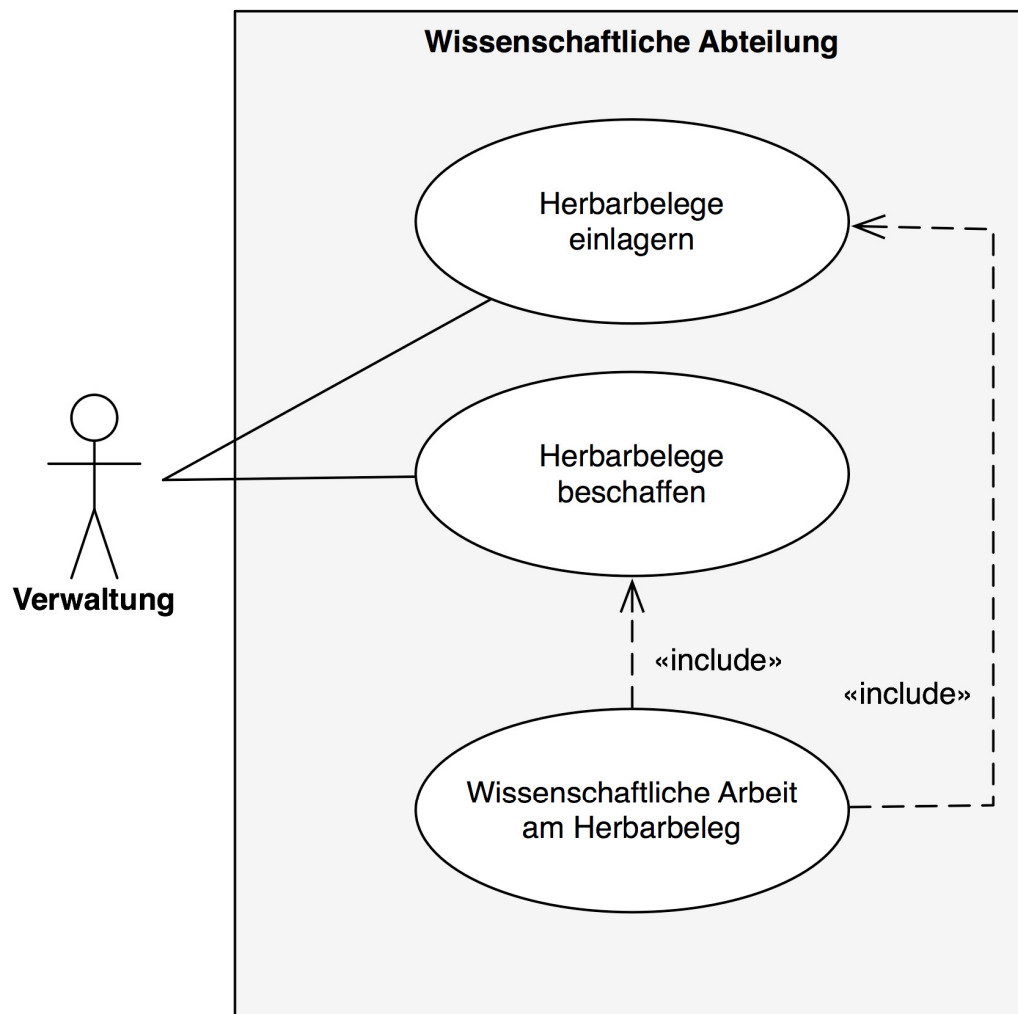 Wissenschaftliche Abteilung
Herbarbelege
einlagern
Herbarbelege
beschaffen
Verwaltung
«include»
«include»
Wissenschaftliche Arbeit
am Herbarbeleg